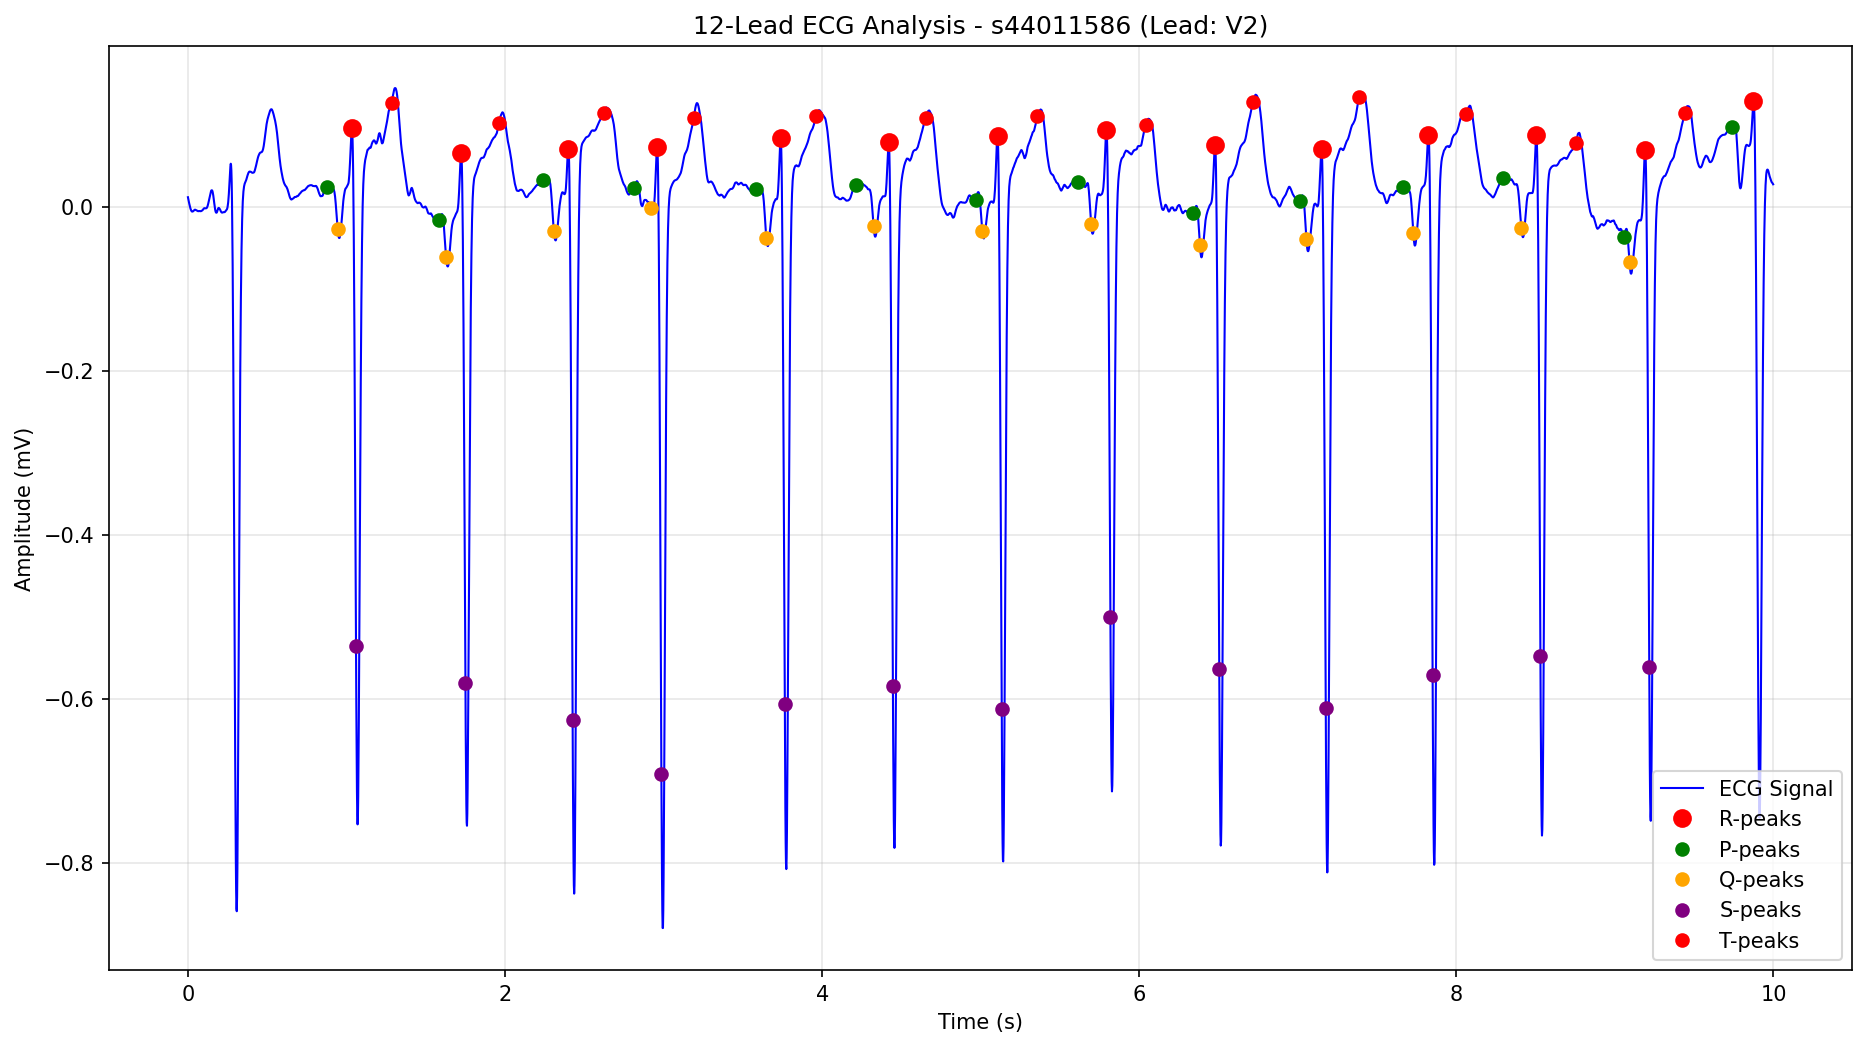 12-Lead ECG Analysis - s44011586 (Lead: V2)
Amplitude (mV)
0.0
−0.2
−0.4
−0.6
−0.8
0 2 4 6 8 10
Time (s)
ECG Signal
R-peaks
P-peaks
Q-peaks
S-peaks
T-peaks